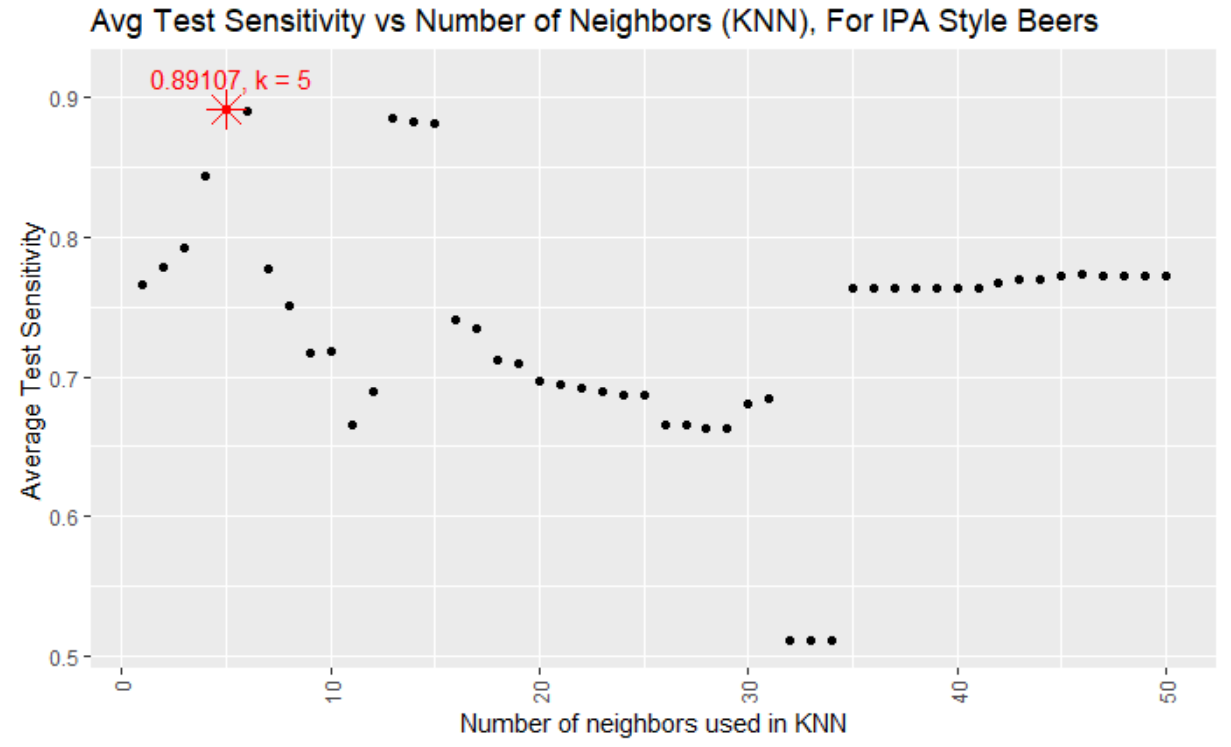 Avg Test Sensitivity vs Number of Neighbors (KNN), For IPA Style Beers
0.89107, k = 5
Average Test Sensitivity
0.9
0.8
0.7
0.6
0.5
0
10
20
30
40
50
Number of neighbors used in KNN